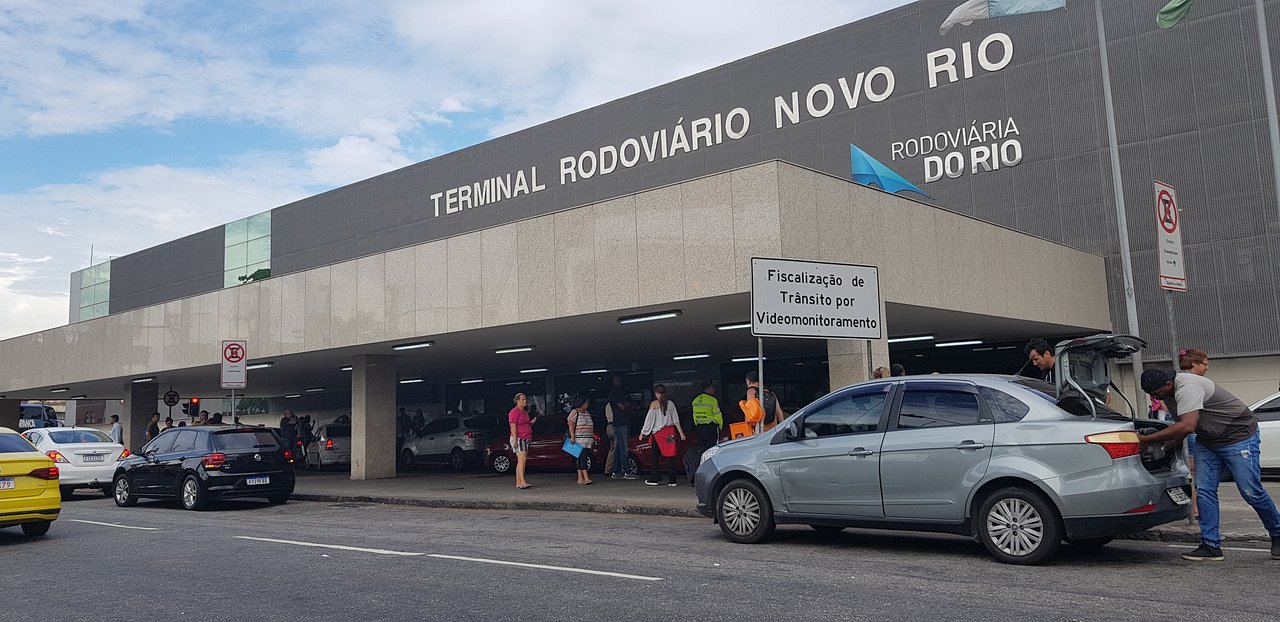 TERMINAL RODOVIÁRIO NOVO RIO
RODOVIÁRIA
DO RIO
Fiscalização de
Trânsito por
Videomonitoramento